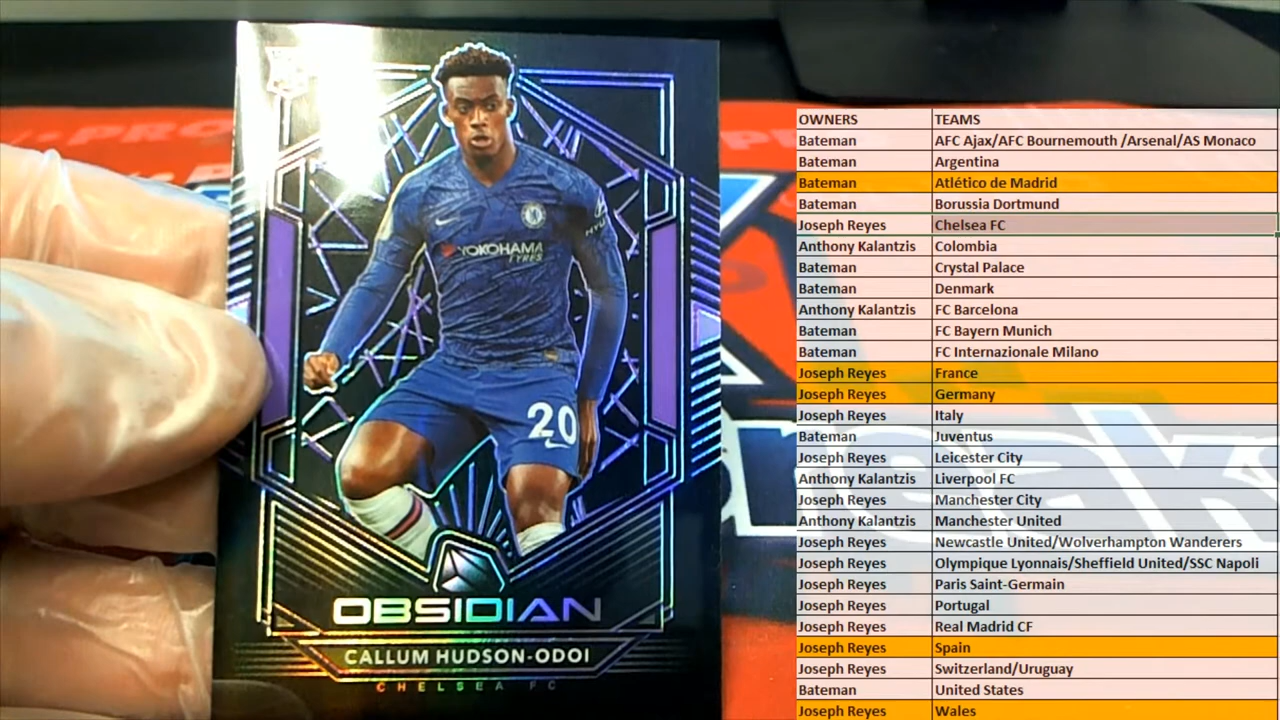 YOKOHAMA
TYRES
HYU
20
OBSIDIAN
CALLUM HUDSON-ODOI
CHELSEA FC
OWNERS TEAMS
Bateman AFC Ajax/AFC Bournemouth /Arsenal/AS Monaco
Bateman Argentina
Bateman Atlético de Madrid
Bateman Borussia Dortmund
Joseph Reyes Chelsea FC
Anthony Kalantzis Colombia
Bateman Crystal Palace
Bateman Denmark
Anthony Kalantzis FC Barcelona
Bateman FC Bayern Munich
Bateman FC Internazionale Milano
Joseph Reyes France
Joseph Reyes Germany
Joseph Reyes Italy
Bateman Juventus
Joseph Reyes Leicester City
Anthony Kalantzis Liverpool FC
Joseph Reyes Manchester City
Anthony Kalantzis Manchester United
Joseph Reyes Newcastle United/Wolverhampton Wanderers
Joseph Reyes Olympique Lyonnais/Sheffield United/SSC Napoli
Joseph Reyes Paris Saint-Germain
Joseph Reyes Portugal
Joseph Reyes Real Madrid CF
Joseph Reyes Spain
Joseph Reyes Switzerland/Uruguay
Bateman United States
Joseph Reyes Wales